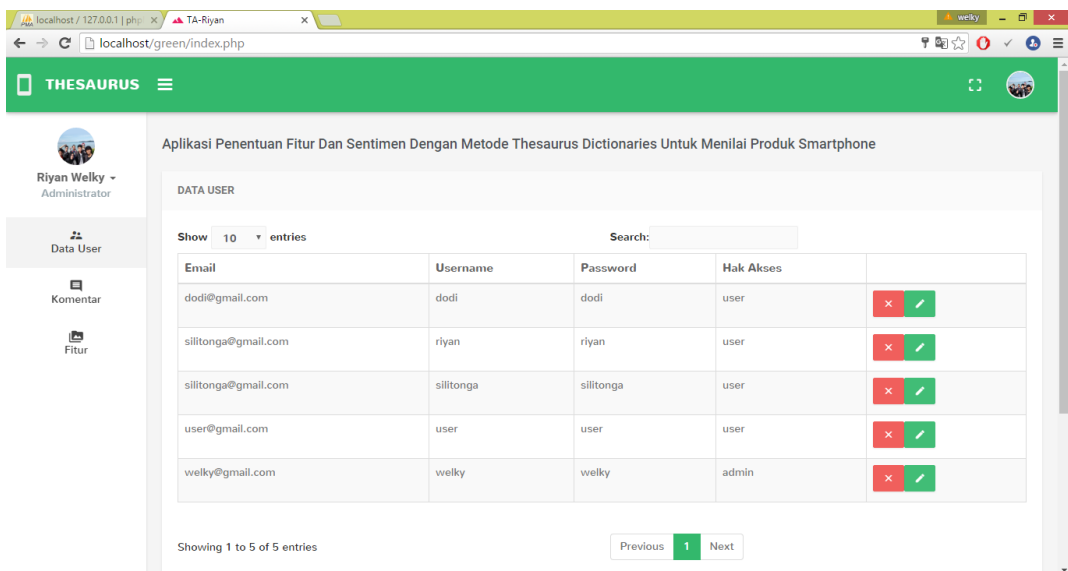 localhost / 127.0.0.1 | php TA-Riyan welky
localhost/green/index.php
THESAURUS
Aplikasi Penentuan Fitur Dan Sentimen Dengan Metode Thesaurus Dictionaries Untuk Menilai Produk Smartphone
Riyan Welky
Administrator
Data User
Komentar
Fitur
DATA USER
Show 10 entries Search:
Email Username Password Hak Akses
dodi@gmail.com dodi dodi user
silitonga@gmail.com riyan riyan user
silitonga@gmail.com silitonga silitonga user
user@gmail.com user user user
welky@gmail.com welky welky admin
Showing 1 to 5 of 5 entries Previous 1 Next